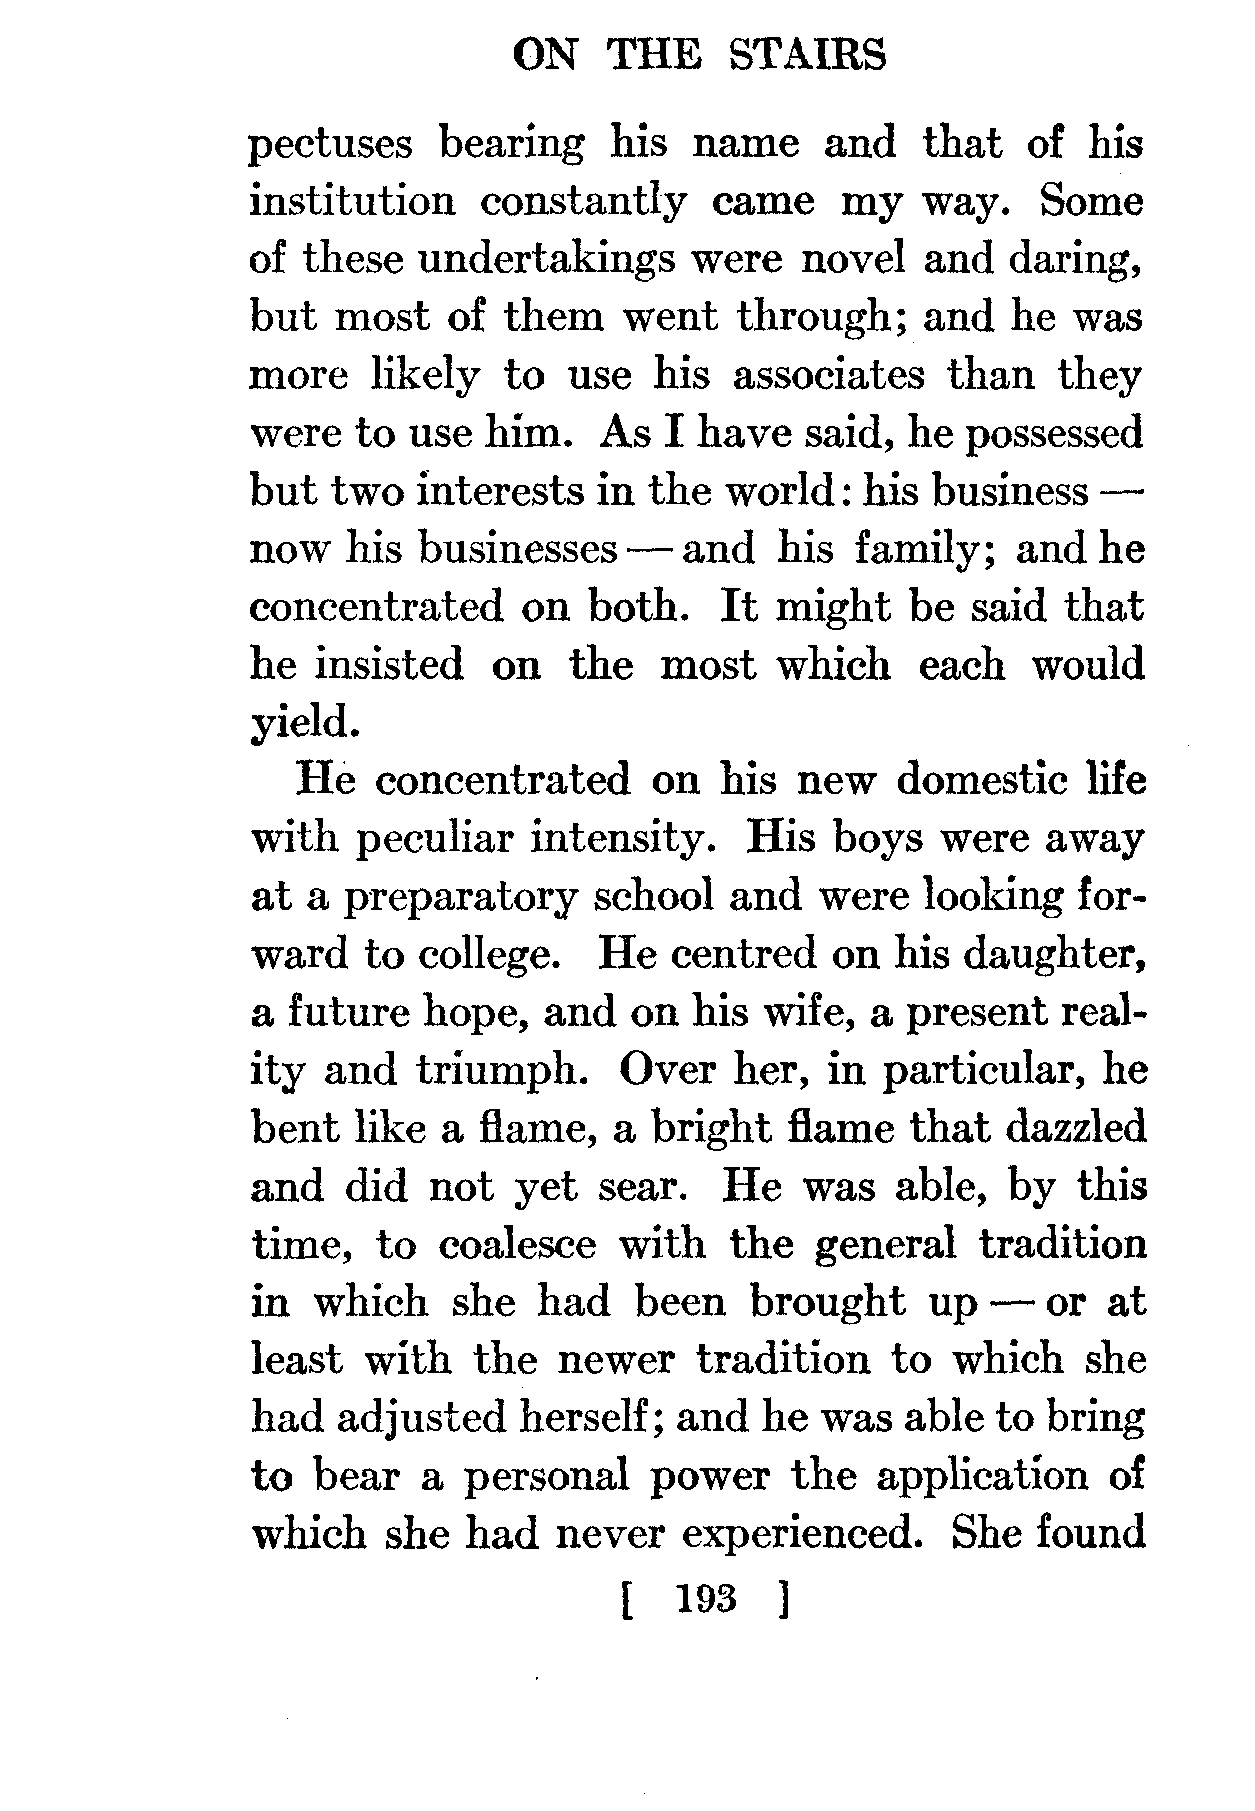 ON THE STAIRS
pectuses bearing his name and that of his
institution constantly came my way. Some
of these undertakings were novel and daring,
but most of them went through; and he was
more likely to use his associates than they
were to use him. As I have said, he possessed
but two interests in the world: his business —
now his businesses — and his family; and he
concentrated on both. It might be said that
he insisted on the most which each would
yield.
He concentrated on his new domestic life
with peculiar intensity. His boys were away
at a preparatory school and were looking for-
ward to college. He centred on his daughter,
a future hope, and on his wife, a present real-
ity and triumph. Over her, in particular, he
bent like a flame, a bright flame that dazzled
and did not yet sear. He was able, by this
time, to coalesce with the general tradition
in which she had been brought up — or at
least with the newer tradition to which she
had adjusted herself; and he was able to bring
to bear a personal power the application of
which she had never experienced. She found
[ 193 ]